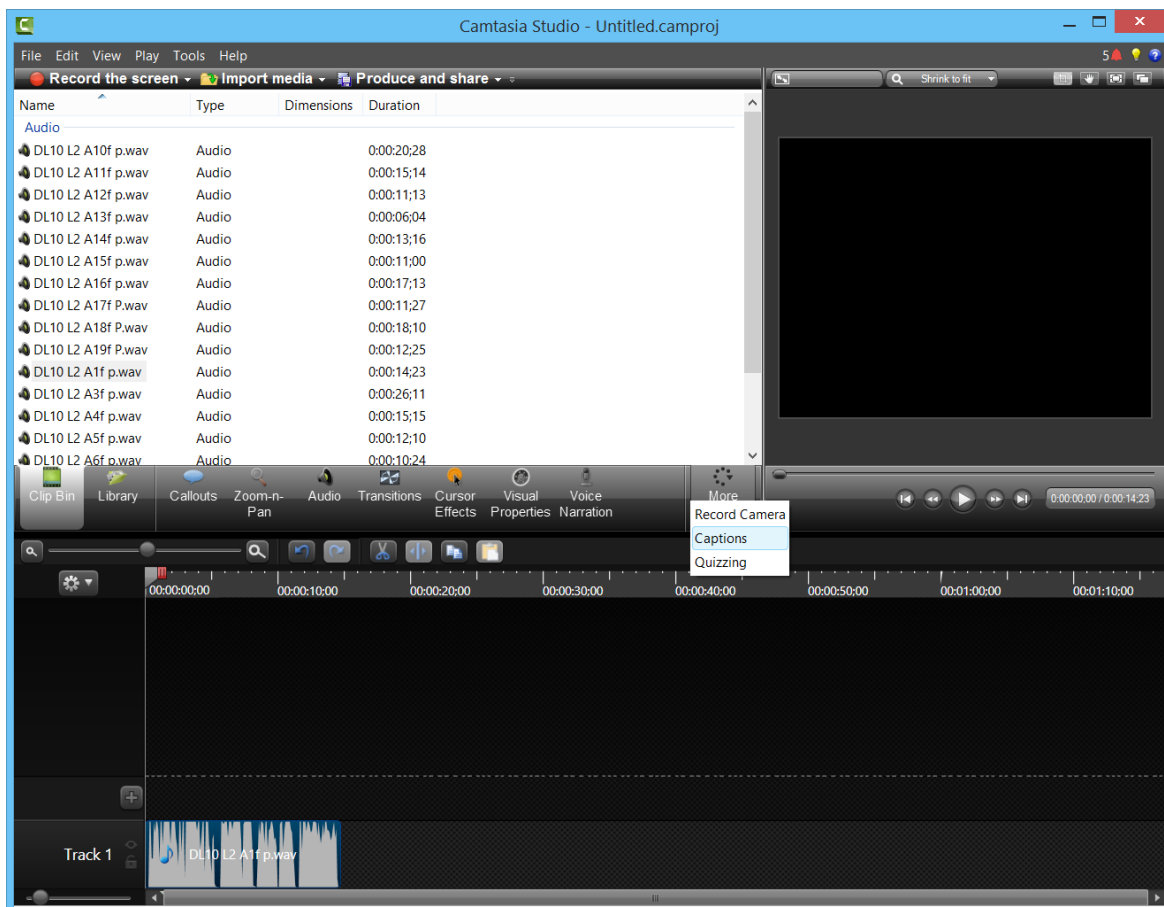 Camtasia Studio - Untitled.camproj
File Edit View Play Tools Help 5
Record the screen Import media Produce and share Shrink to fit
Name Type Dimensions Duration
Audio
DL10 L2 A10f p.wav Audio 0:00:20;28
DL10 L2 A11f p.wav Audio 0:00:15;14
DL10 L2 A12f p.wav Audio 0:00:11;13
DL10 L2 A13f p.wav Audio 0:00:06;04
DL10 L2 A14f p.wav Audio 0:00:13;16
DL10 L2 A15f p.wav Audio 0:00:11;00
DL10 L2 A16f p.wav Audio 0:00:17;13
DL10 L2 A17f P.wav Audio 0:00:11;27
DL10 L2 A18f P.wav Audio 0:00:18;10
DL10 L2 A19f P.wav Audio 0:00:12;25
DL10 L2 A1f p.wav Audio 0:00:14;23
DL10 L2 A3f p.wav Audio 0:00:26;11
DL10 L2 A4f p.wav Audio 0:00:15;15
DL10 L2 A5f p.wav Audio 0:00:12;10
DL10 L2 A6f p.wav Audio 0:00:10;24
Clip Bin Library Callouts Zoom-n- Audio Transitions Cursor Visual Voice More
Pan Effects Properties Narration
0:00:00;00 / 0:00:14;23
Record Camera
Captions
Quizzing
00:00:00;00 00:00:10;00 00:00:20;00 00:00:30;00 00:00:40;00 00:00:50;00 00:01:00;00 00:01:10;00
Track 1 DL10 L2 A1f p.wav